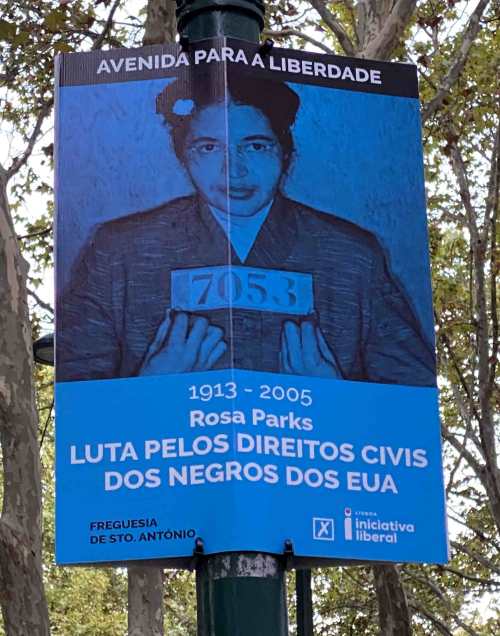 AVENIDA PARA A LIBERDADE
7053
1913 - 2005
Rosa Parks
LUTA PELOS DIREITOS CIVIS
DOS NEGROS DOS EUA
FREGUESIA
DE STO. ANTÓNIO
X
LISBOA
iniciativa
liberal